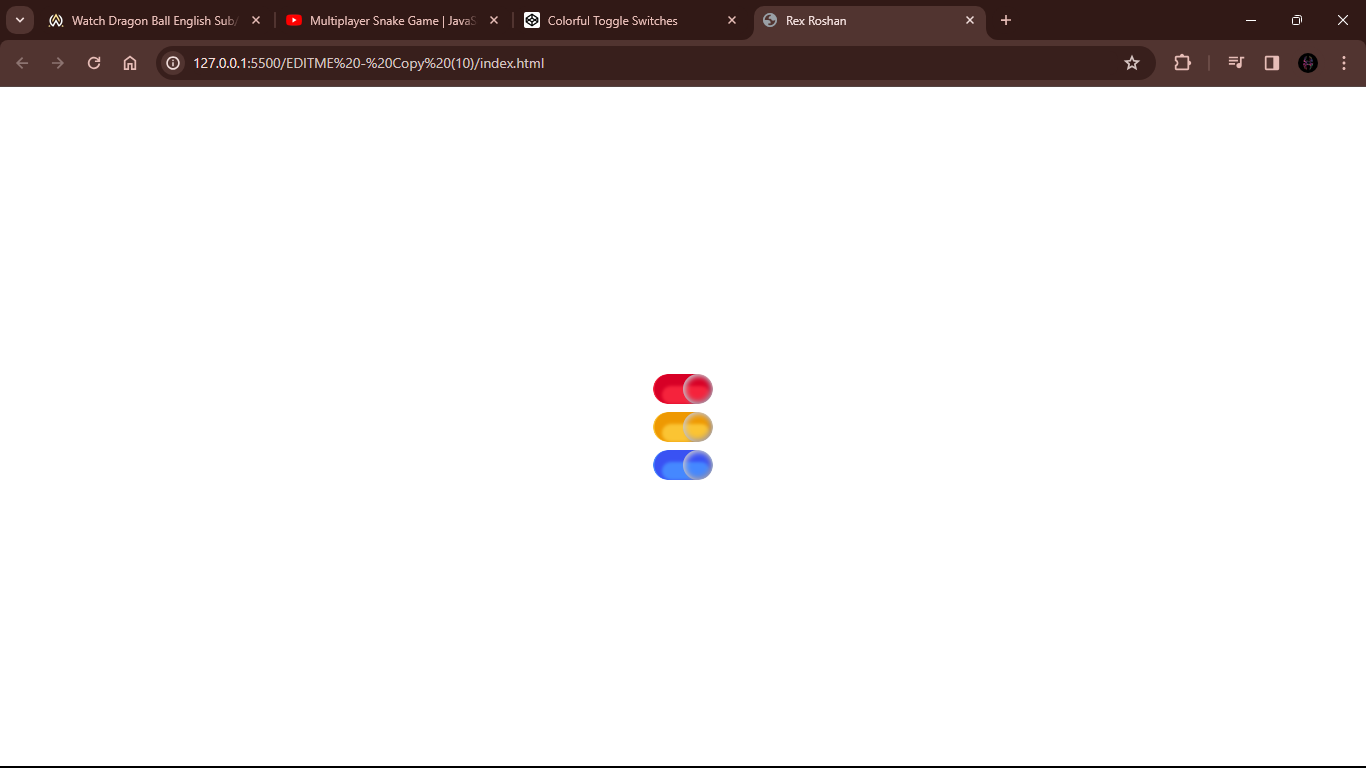 Watch Dragon Ball English Sub/
Multiplayer Snake Game | JavaS
Colorful Toggle Switches
Rex Roshan
127.0.0.1:5500/EDITME%20-%20Copy%20(10)/index.html